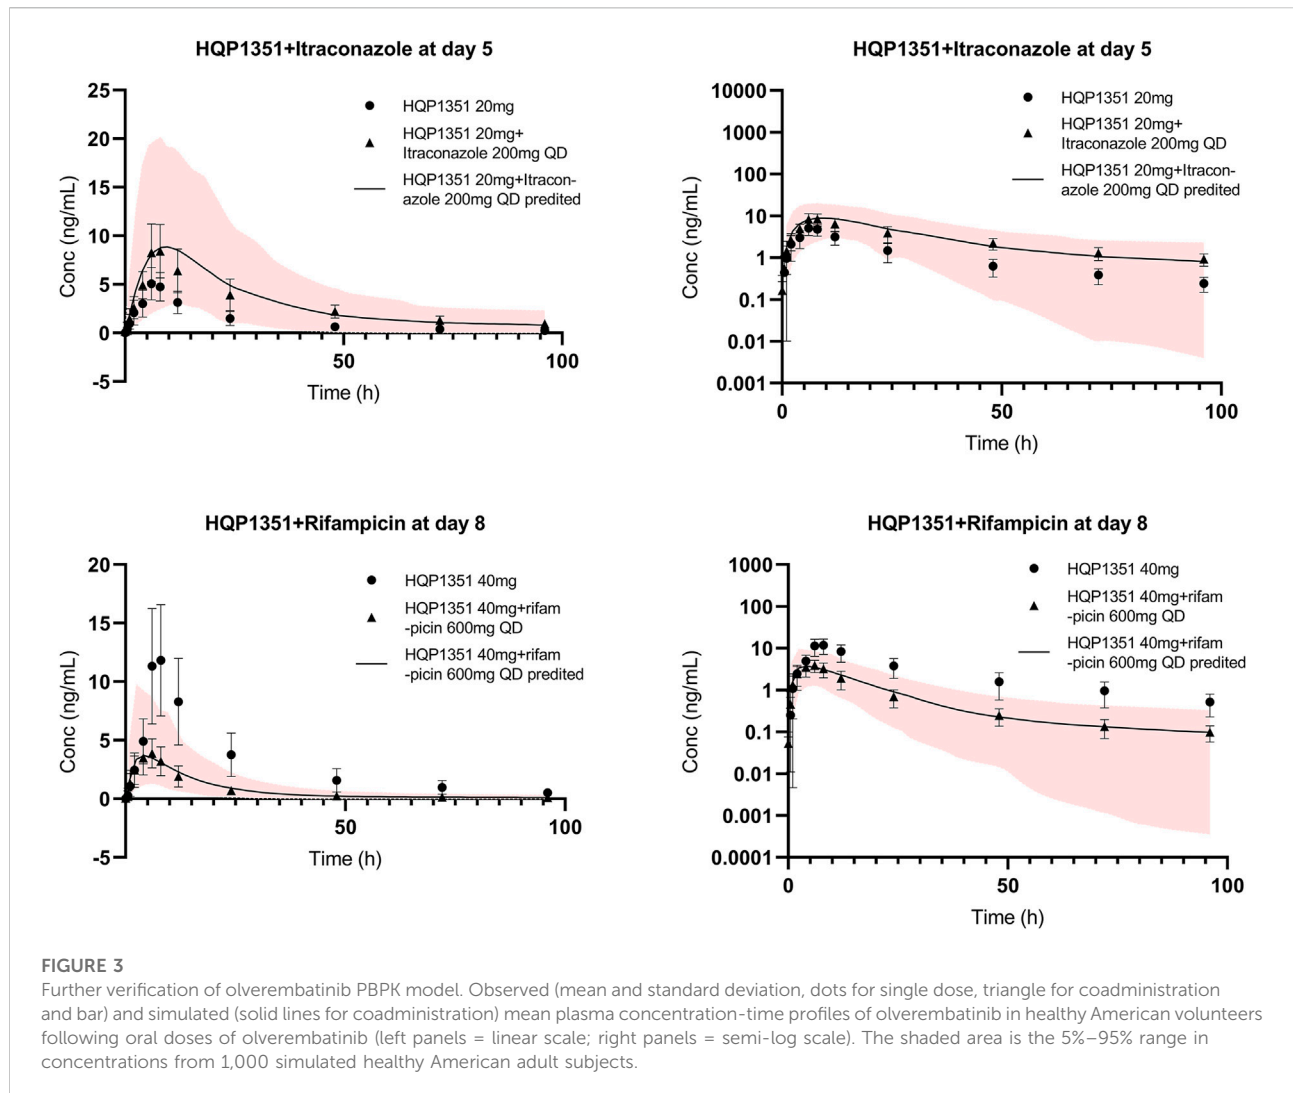 HQP1351+Itraconazole at day 5
25
20
15
10
5
0
-5
Conc (ng/mL)
50
100
Time (h)
HQP1351 20mg
HQP1351 20mg+
Itraconazole 200mg QD
HQP1351 20mg+Itracon-
azole 200mg QD predited
HQP1351+Itraconazole at day 5
10000
1000
100
10
1
0.1
0.01
0.001
Conc (ng/mL)
0
50
100
Time (h)
HQP1351 20mg
HQP1351 20mg+
Itraconazole 200mg QD
HQP1351 20mg+Itracon-
azole 200mg QD predited
HQP1351+Rifampicin at day 8
20
15
10
5
0
-5
Conc (ng/mL)
50
100
Time (h)
HQP1351 40mg
HQP1351 40mg+rifam
-picin 600mg QD
HQP1351 40mg+rifam
-picin 600mg QD predited
HQP1351+Rifampicin at day 8
1000
100
10
1
0.1
0.01
0.001
0.0001
Conc (ng/mL)
0
50
100
Time (h)
HQP1351 40mg
HQP1351 40mg+rifam
-picin 600mg QD
HQP1351 40mg+rifam
-picin 600mg QD predited
FIGURE 3
Further verification of olverembatinib PBPK model. Observed (mean and standard deviation, dots for single dose, triangle for coadministration
and bar) and simulated (solid lines for coadministration) mean plasma concentration-time profiles of olverembatinib in healthy American volunteers
following oral doses of olverembatinib (left panels = linear scale; right panels = semi-log scale). The shaded area is the 5%–95% range in
concentrations from 1,000 simulated healthy American adult subjects.